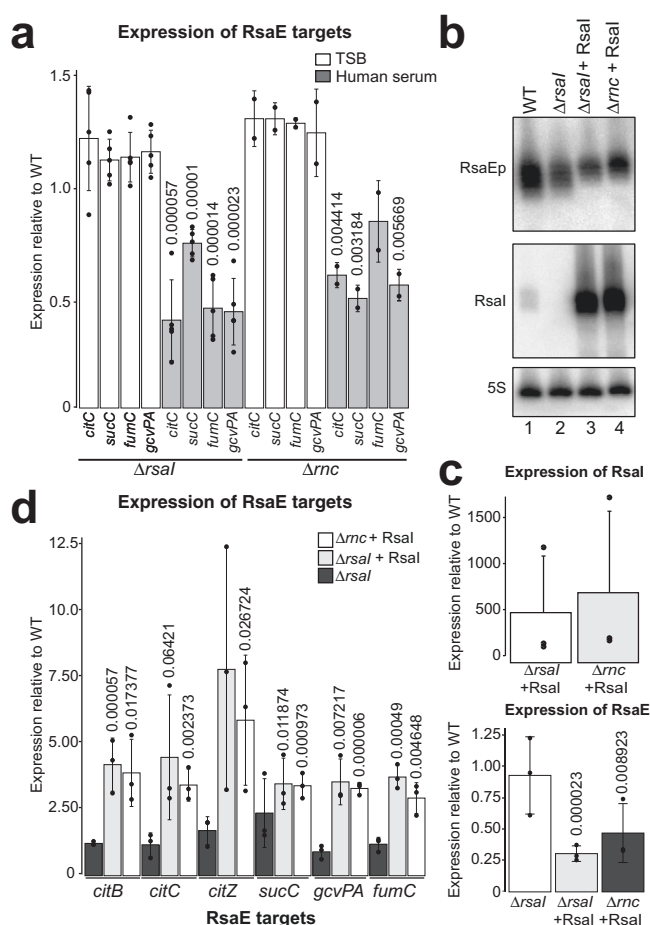 a
Expression of RsaE targets
TSB
Human serum
Expression relative to WT
1.5
1.0
0.5
0
0.000057
0.00001
0.000014
0.000023
0.004414
0.003184
0.005669
citC
sucC
fumC
gcvPA
citC
sucC
fumC
gcvPA
citC
sucC
fumC
gcvPA
citC
sucC
fumC
gcvPA
ΔrsaI
Δrnc
b
WT
ΔrsaI
ΔrsaI + RsaI
Δrnc + RsaI
RsaEp
RsaI
5S
1 2 3 4
c
Expression of RsaI
Expression relative to WT
1500
1000
500
0
ΔrsaI
+RsaI
Δrnc
+RsaI
Expression of RsaE
Expression relative to WT
1.25
1.00
0.75
0.50
0.25
0
0.000023
0.008923
ΔrsaI
ΔrsaI
+RsaI
Δrnc
+RsaI
d
Expression of RsaE targets
Δrnc + RsaI
ΔrsaI + RsaI
ΔrsaI
Expression relative to WT
12.5
10.0
7.50
5.00
2.50
0
0.000057
0.017377
0.06421
0.002373
0.026724
0.011874
0.000973
0.007217
0.000006
0.00049
0.004648
citB
citC
citZ
sucC
gcvPA
fumC
RsaE targets